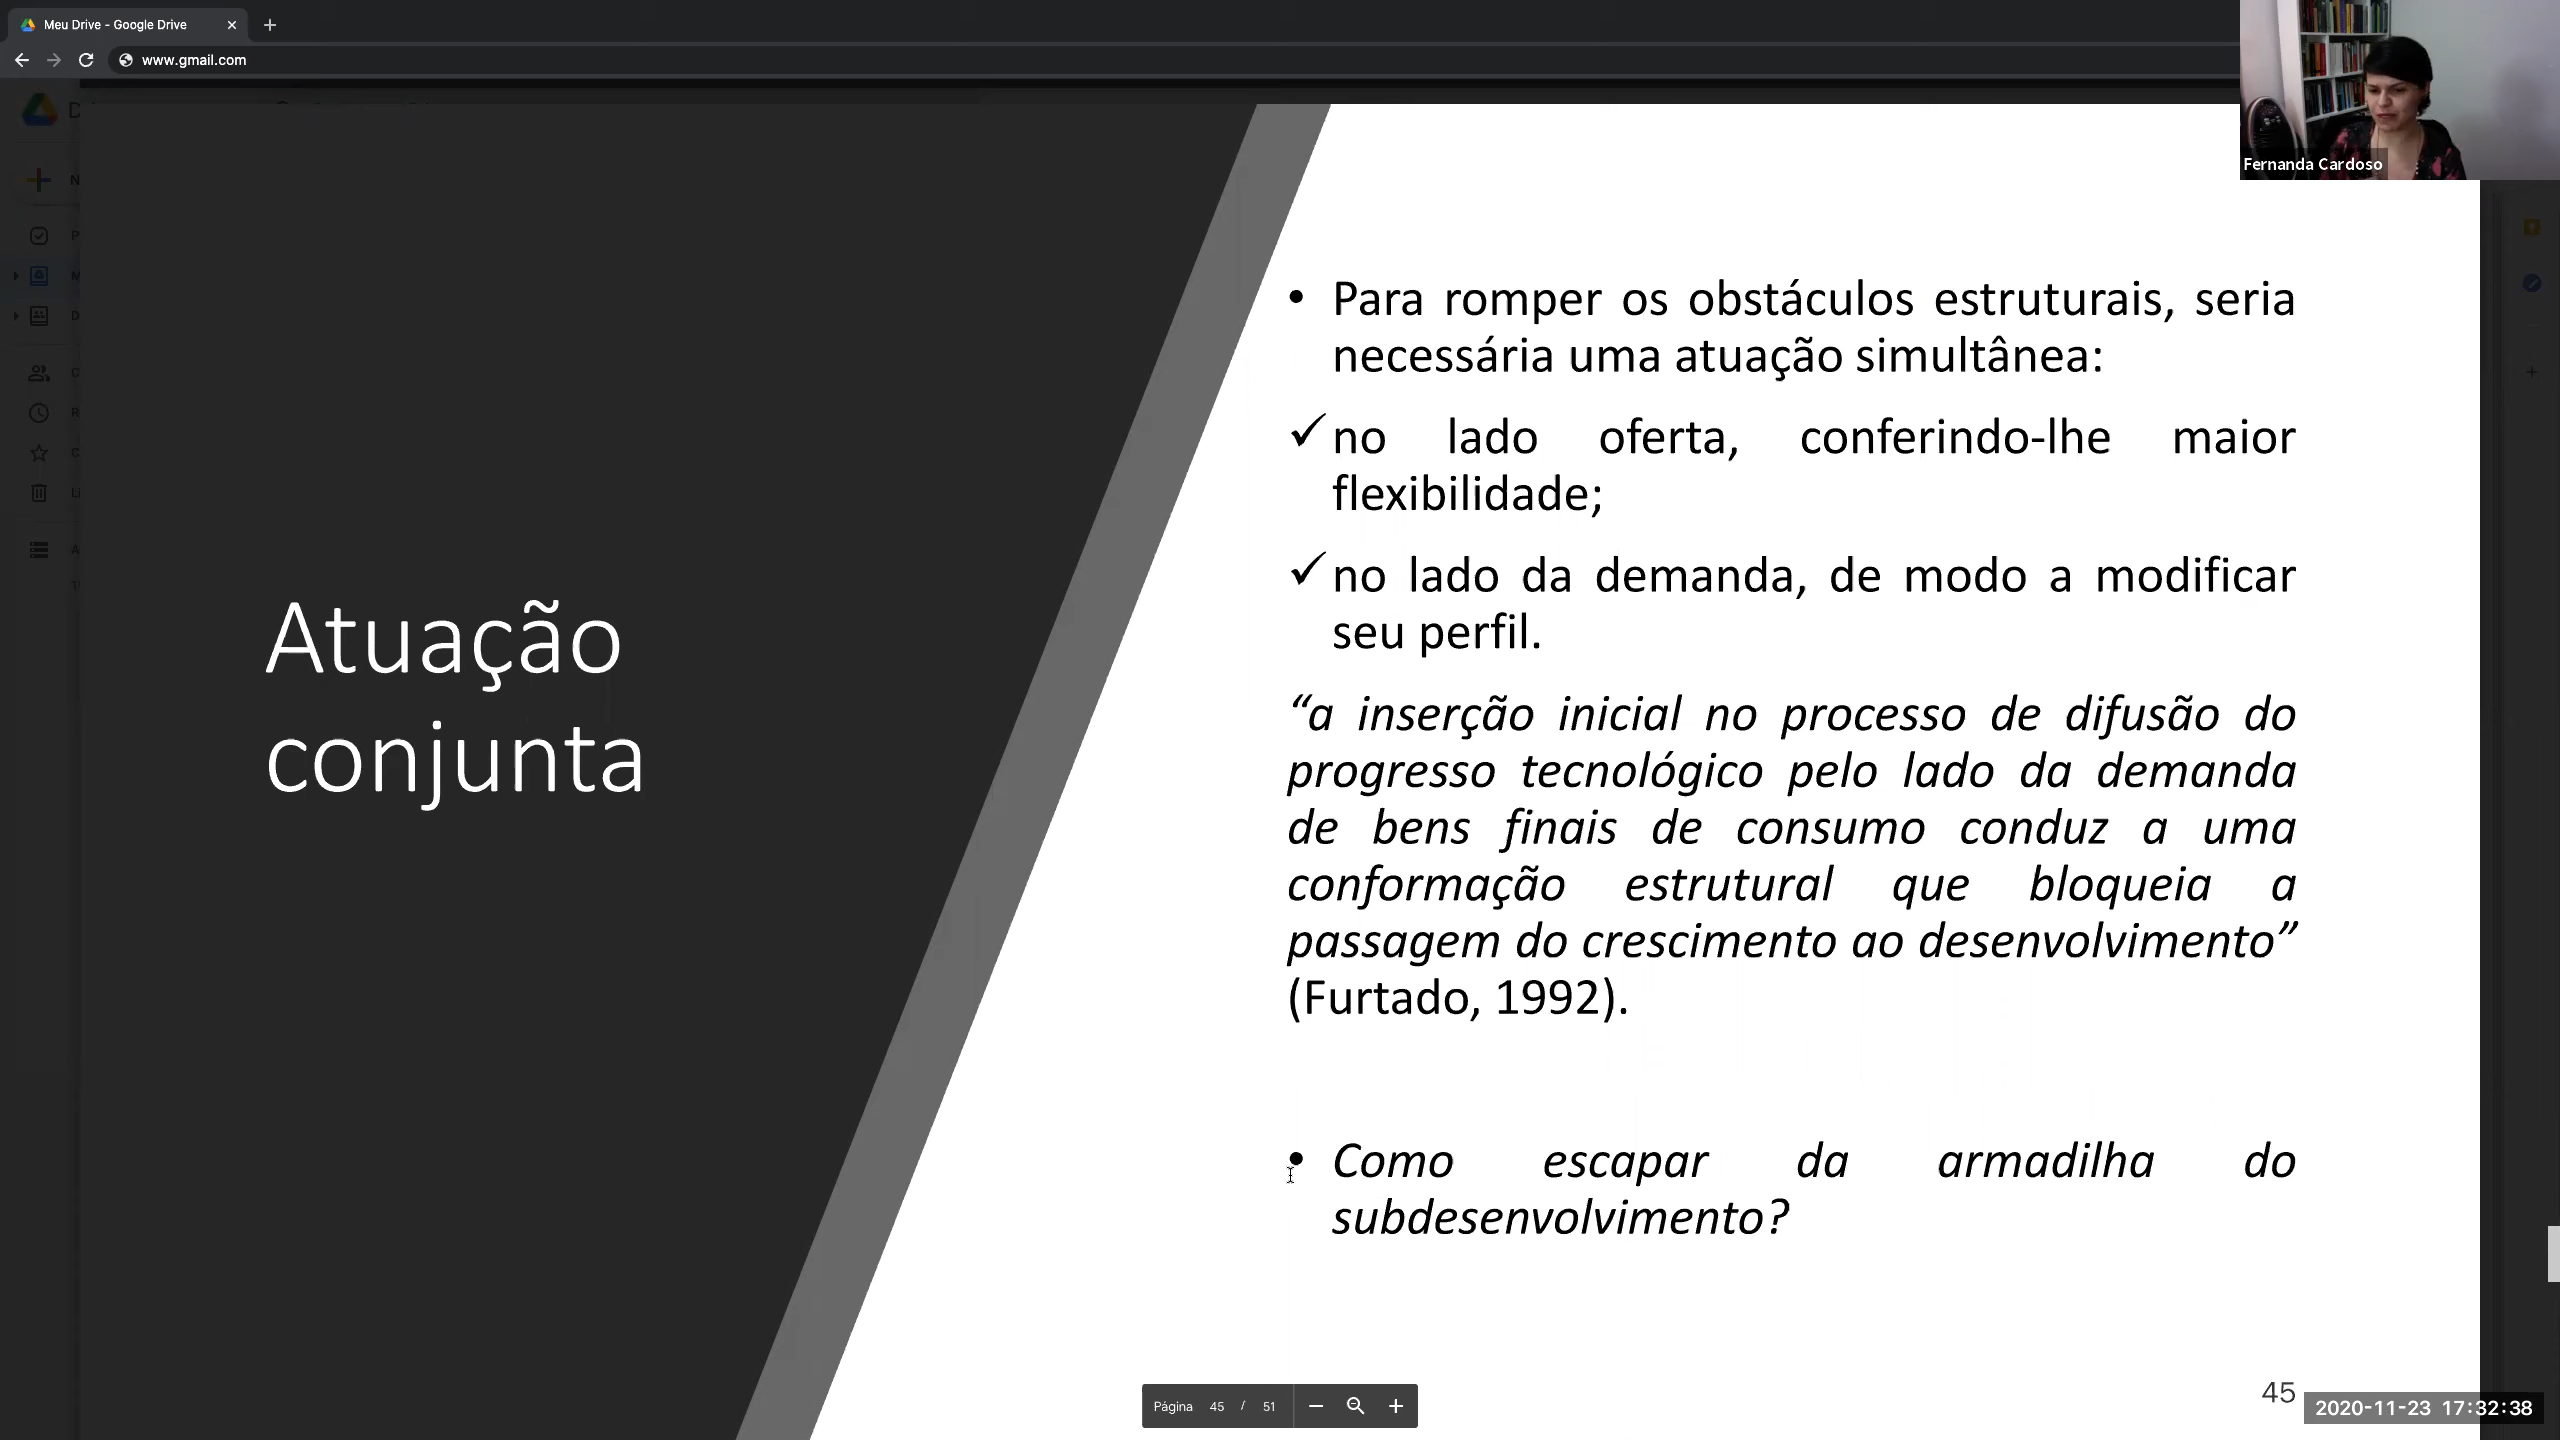 Meu Drive - Google Drive
www.gmail.com
Fernanda Cardoso
Atuação
conjunta
• Para romper os obstáculos estruturais, seria
necessária uma atuação simultânea:
✓ no lado oferta, conferindo-lhe maior
flexibilidade;
✓ no lado da demanda, de modo a modificar
seu perfil.
“a inserção inicial no processo de difusão do
progresso tecnológico pelo lado da demanda
de bens finais de consumo conduz a uma
conformação estrutural que bloqueia a
passagem do crescimento ao desenvolvimento”
(Furtado, 1992).
• Como escapar da armadilha do
subdesenvolvimento?
Página 45 / 51
45
2020-11-23 17:32:38